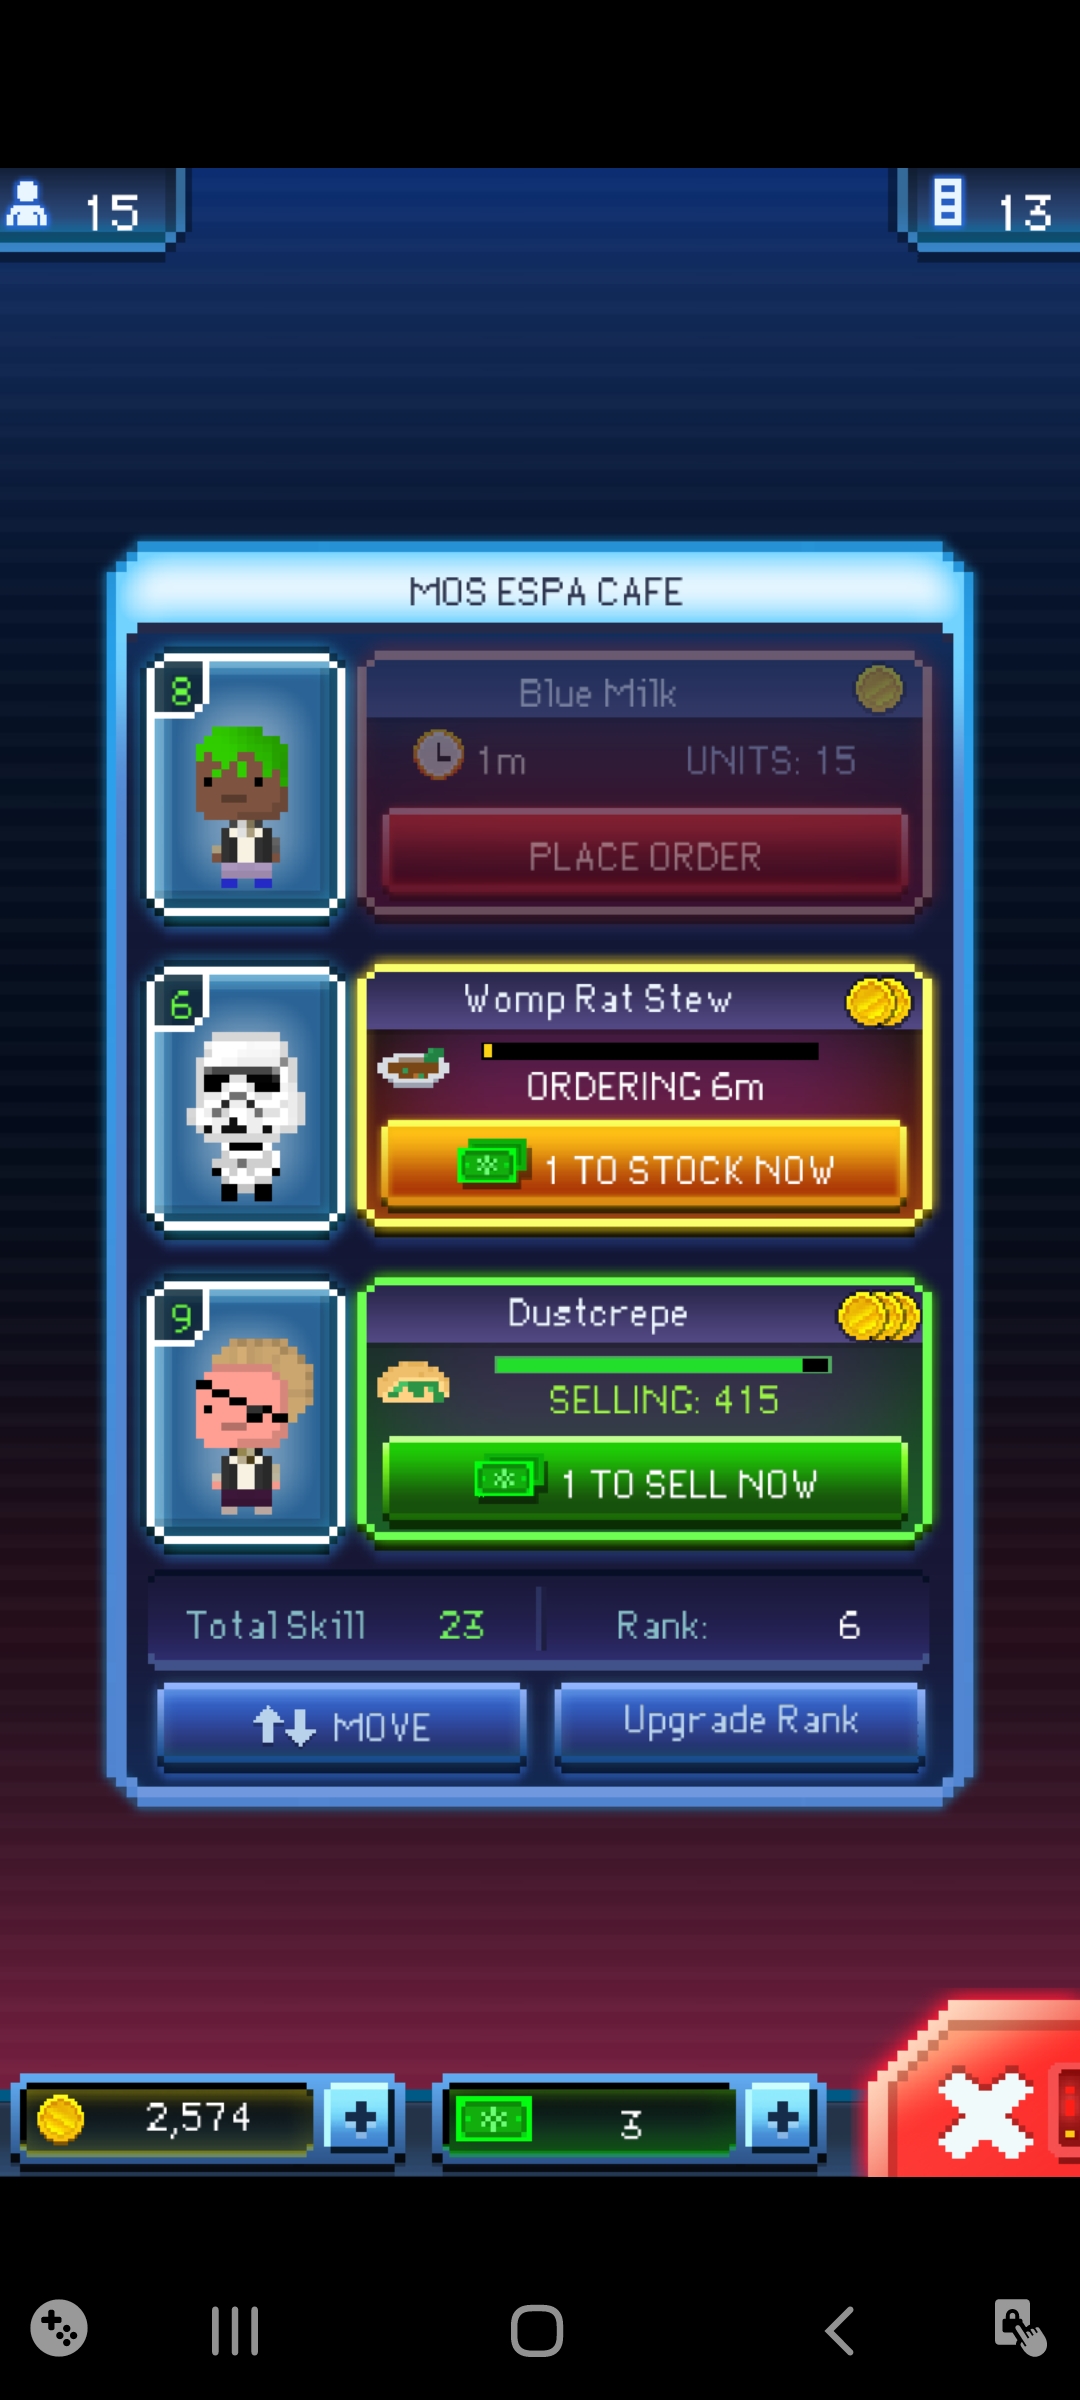 15
13
MOS ESPA CAFE
8
Blue Milk
1m
UNITS: 15
PLACE ORDER
6
Womp Rat Stew
ORDERING 6m
1 TO STOCK NOW
9
Dustcrepe
SELLING: 415
1 TO SELL NOW
Total Skill 23
Rank: 6
MOVE
Upgrade Rank
2,574
3